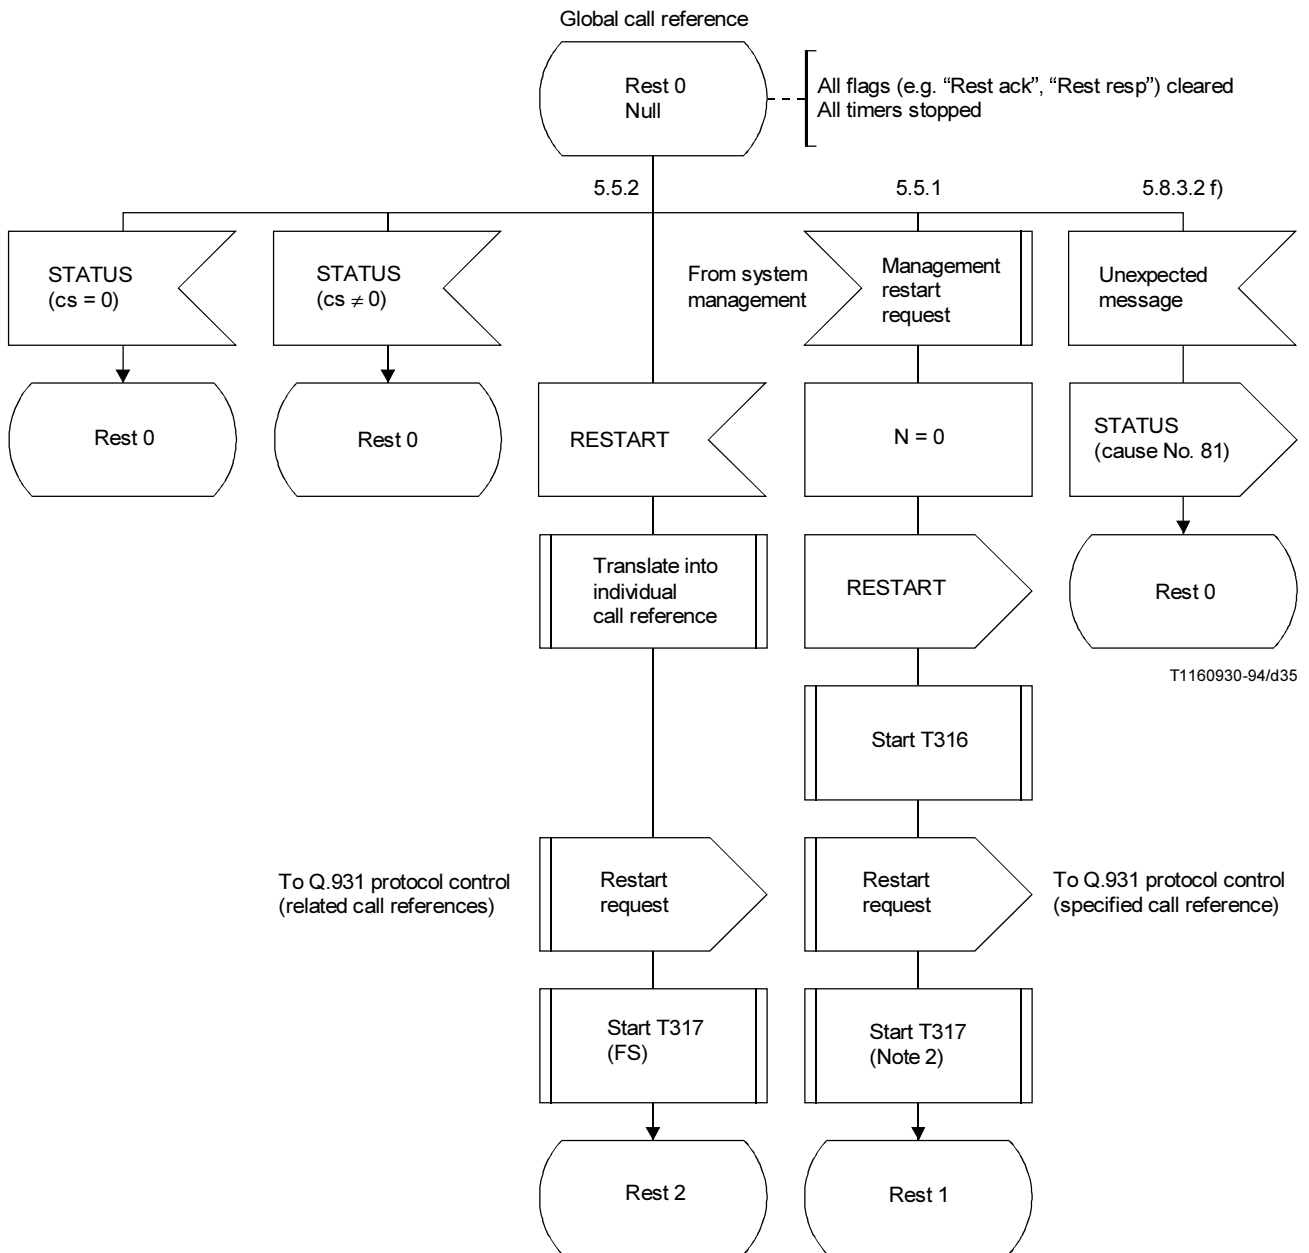 Global call reference
Rest 0
Null
All flags (e.g. “Rest ack”, “Rest resp”) cleared
All timers stopped
5.5.2
5.5.1
5.8.3.2 f)
STATUS
(cs = 0)
STATUS
(cs ≠ 0)
From system
management
Management
restart
request
Unexpected
message
Rest 0
Rest 0
RESTART
N = 0
STATUS
(cause No. 81)
Translate into
individual
call reference
RESTART
Rest 0
T1160930-94/d35
Start T316
To Q.931 protocol control
(related call references)
Restart
request
Restart
request
To Q.931 protocol control
(specified call reference)
Start T317
(FS)
Start T317
(Note 2)
Rest 2
Rest 1